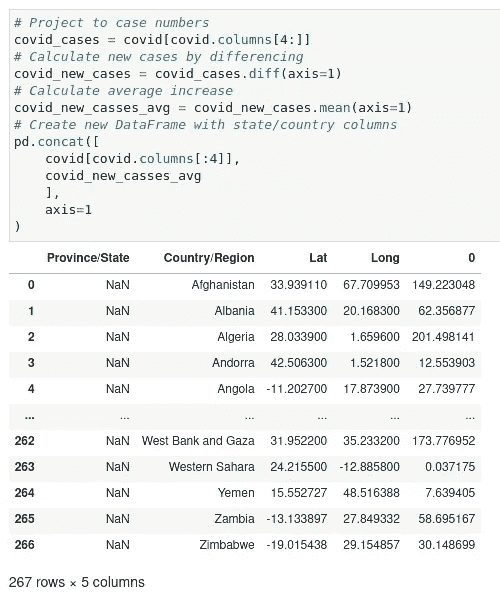 # Project to case numbers
covid_cases = covid[covid.columns[4:]]
# Calculate new cases by differencing
covid_new_cases = covid_cases.diff(axis=1)
# Calculate average increase
covid_new_casses_avg = covid_new_cases.mean(axis=1)
# Create new DataFrame with state/country columns
pd.concat([
    covid[covid.columns[:4]],
    covid_new_casses_avg
    ],
    axis=1
)
Province/State Country/Region Lat Long 0
0 NaN Afghanistan 33.939110 67.709953 149.223048
1 NaN Albania 41.153300 20.168300 62.356877
2 NaN Algeria 28.033900 1.659600 201.498141
3 NaN Andorra 42.506300 1.521800 12.553903
4 NaN Angola -11.202700 17.873900 27.739777
... ... ... ... ... ...
262 NaN West Bank and Gaza 31.952200 35.233200 173.776952
263 NaN Western Sahara 24.215500 -12.885800 0.037175
264 NaN Yemen 15.552727 48.516388 7.639405
265 NaN Zambia -13.133897 27.849332 58.695167
266 NaN Zimbabwe -19.015438 29.154857 30.148699
267 rows × 5 columns